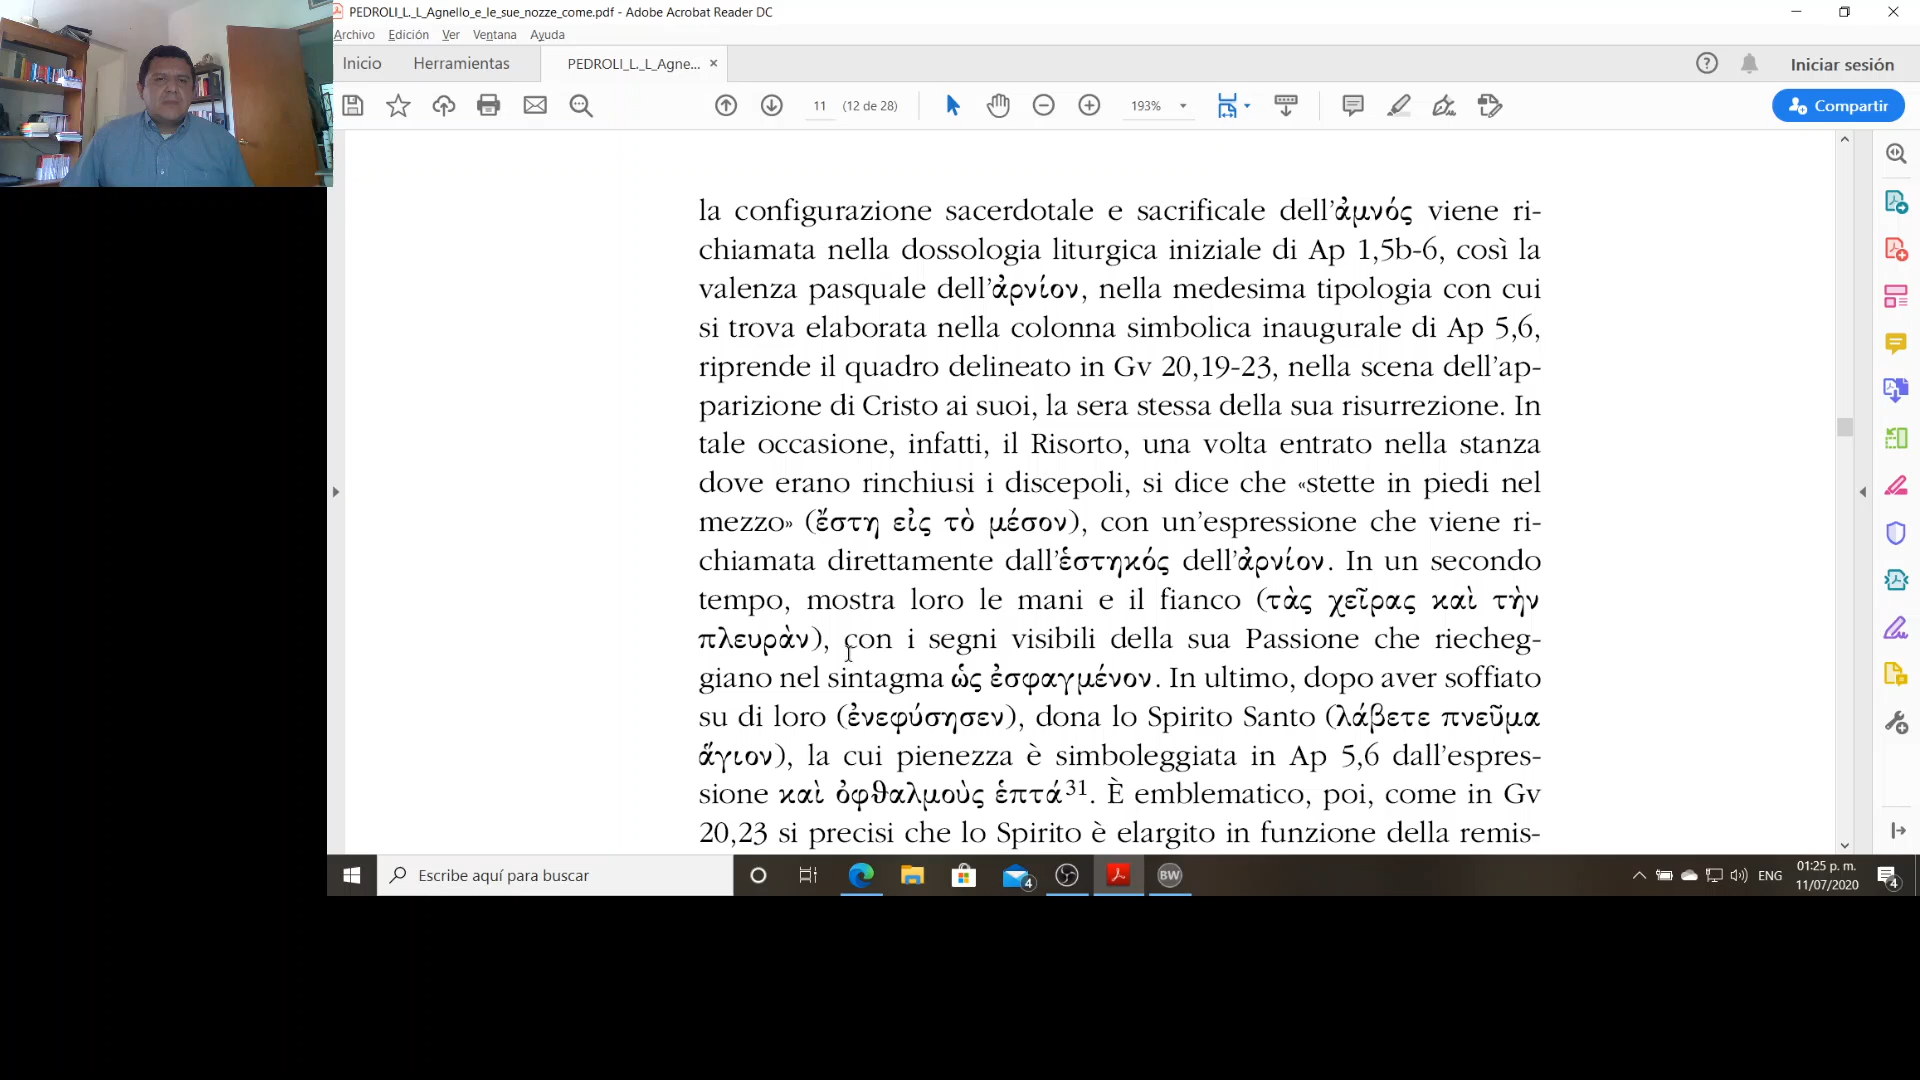 PEDROLI_L._L_Agnello_e_le_sue_nozze_come.pdf - Adobe Acrobat Reader DC
Archivo Edición Ver Ventana Ayuda
Inicio Herramientas PEDROLI_L._L_Agne... × Iniciar sesión
11 (12 de 28) 193% Compartir
la configurazione sacerdotale e sacrificale dell'ἀμνός viene ri-
chiamata nella dossologia liturgica iniziale di Ap 1,5b-6, così la
valenza pasquale dell'ἀρνίον, nella medesima tipologia con cui
si trova elaborata nella colonna simbolica inaugurale di Ap 5,6,
riprende il quadro delineato in Gv 20,19-23, nella scena dell'ap-
parizione di Cristo ai suoi, la sera stessa della sua risurrezione. In
tale occasione, infatti, il Risorto, una volta entrato nella stanza
dove erano rinchiusi i discepoli, si dice che «stette in piedi nel
mezzo» (ἔστη εἰς τὸ μέσον), con un'espressione che viene ri-
chiamata direttamente dall'ἑστηκός dell'ἀρνίον. In un secondo
tempo, mostra loro le mani e il fianco (τὰς χεῖρας καὶ τὴν
πλευρὰν), con i segni visibili della sua Passione che riecheg-
giano nel sintagma ὡς ἐσφαγμένον. In ultimo, dopo aver soffiato
su di loro (ἐνεφύσησεν), dona lo Spirito Santo (λάβετε πνεῦμα
ἅγιον), la cui pienezza è simboleggiata in Ap 5,6 dall'espres-
sione καὶ ὀφθαλμοὺς ἑπτά31. È emblematico, poi, come in Gv
20,23 si precisi che lo Spirito è elargito in funzione della remis-
Escribe aquí para buscar 4 BW ENG 01:25 p. m. 4
11/07/2020